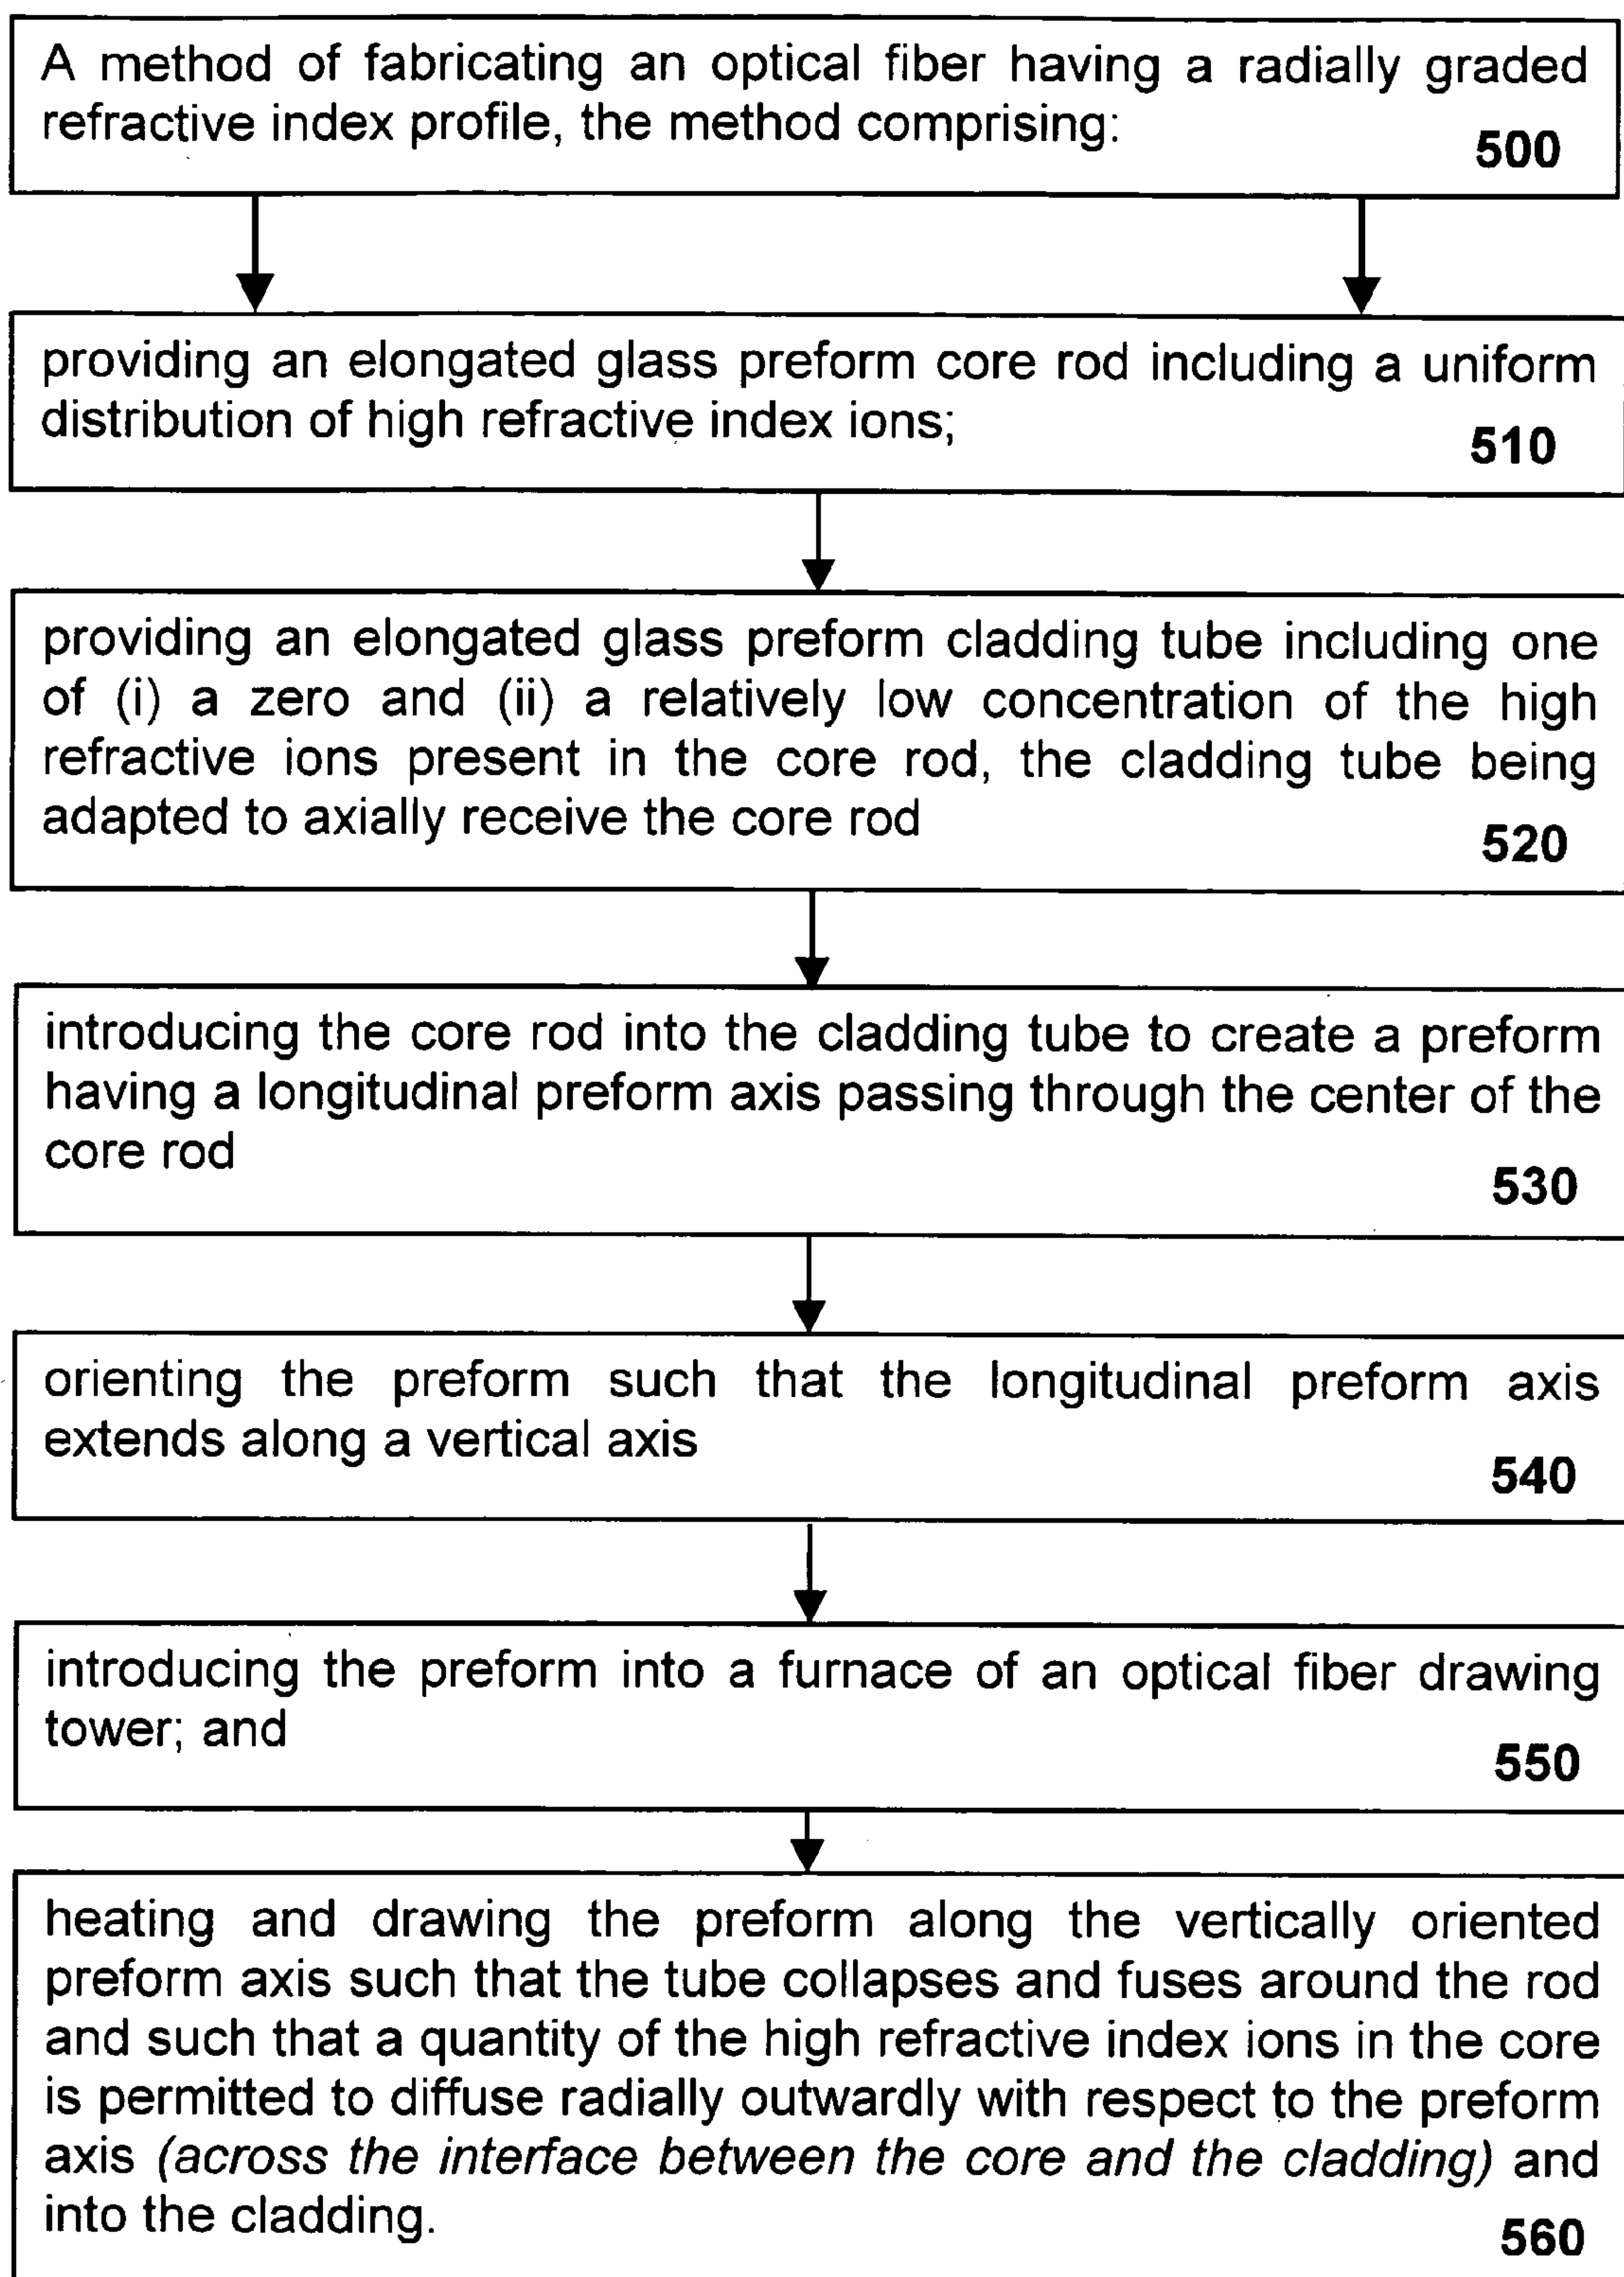 A method of fabricating an optical fiber having a radially graded
refractive index profile, the method comprising:
500
providing an elongated glass preform core rod including a uniform
distribution of high refractive index ions;
510
providing an elongated glass preform cladding tube including one
of (i) a zero and (ii) a relatively low concentration of the high
refractive ions present in the core rod, the cladding tube being
adapted to axially receive the core rod
520
introducing the core rod into the cladding tube to create a preform
having a longitudinal preform axis passing through the center of the
core rod
530
orienting the preform such that the longitudinal preform axis
extends along a vertical axis
540
introducing the preform into a furnace of an optical fiber drawing
tower; and
550
heating and drawing the preform along the vertically oriented
preform axis such that the tube collapses and fuses around the rod
and such that a quantity of the high refractive index ions in the core
is permitted to diffuse radially outwardly with respect to the preform
axis (across the interface between the core and the cladding) and
into the cladding.
560